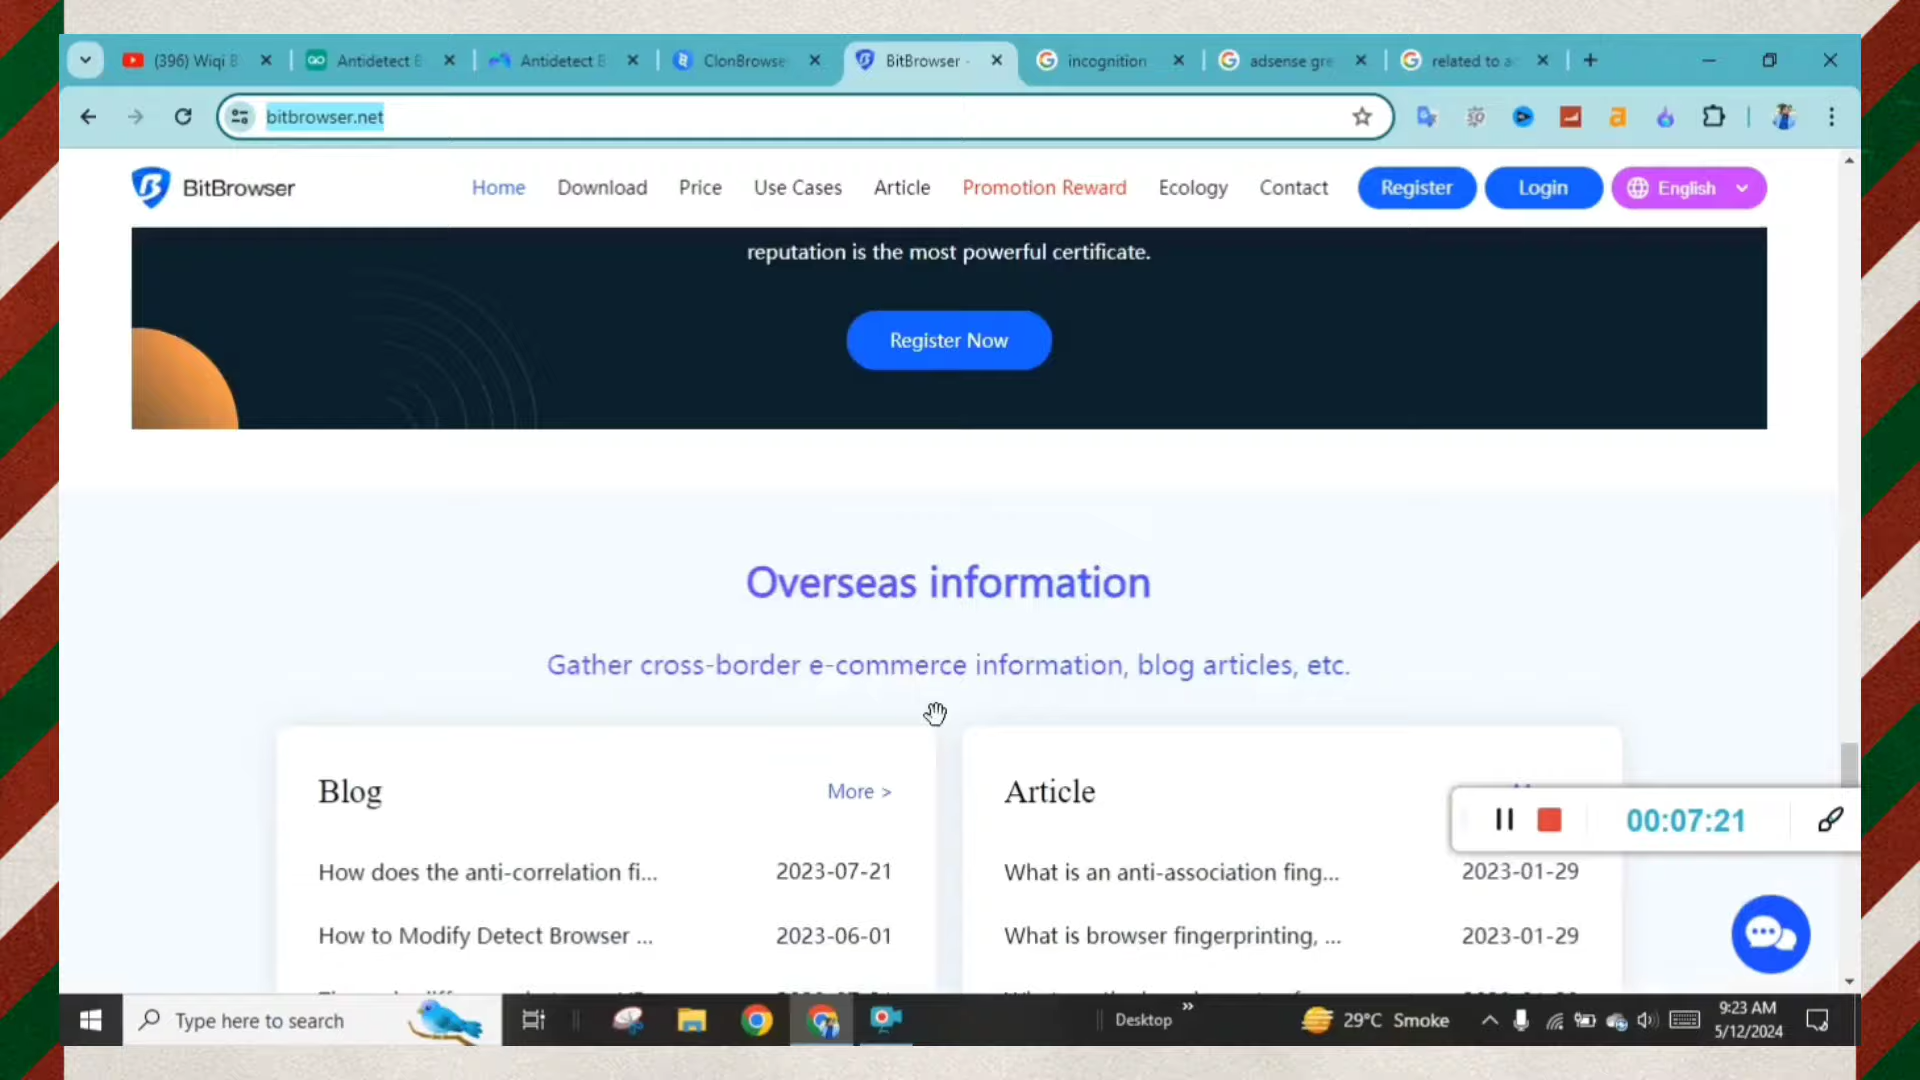 (396) Wiqi B
Antidetect B
Antidetect B
ClonBrowse
BitBrowser -
incognition
adsense gre
related to a
bitbrowser.net
BitBrowser
Home
Download
Price
Use Cases
Article
Promotion Reward
Ecology
Contact
Register
Login
English
reputation is the most powerful certificate.
Register Now
Overseas information
Gather cross-border e-commerce information, blog articles, etc.
Blog
More >
Article
00:07:21
How does the anti-correlation fi...
2023-07-21
What is an anti-association fing...
2023-01-29
How to Modify Detect Browser ...
2023-06-01
What is browser fingerprinting, ...
2023-01-29
Type here to search
Desktop
29°C Smoke
9:23 AM
5/12/2024